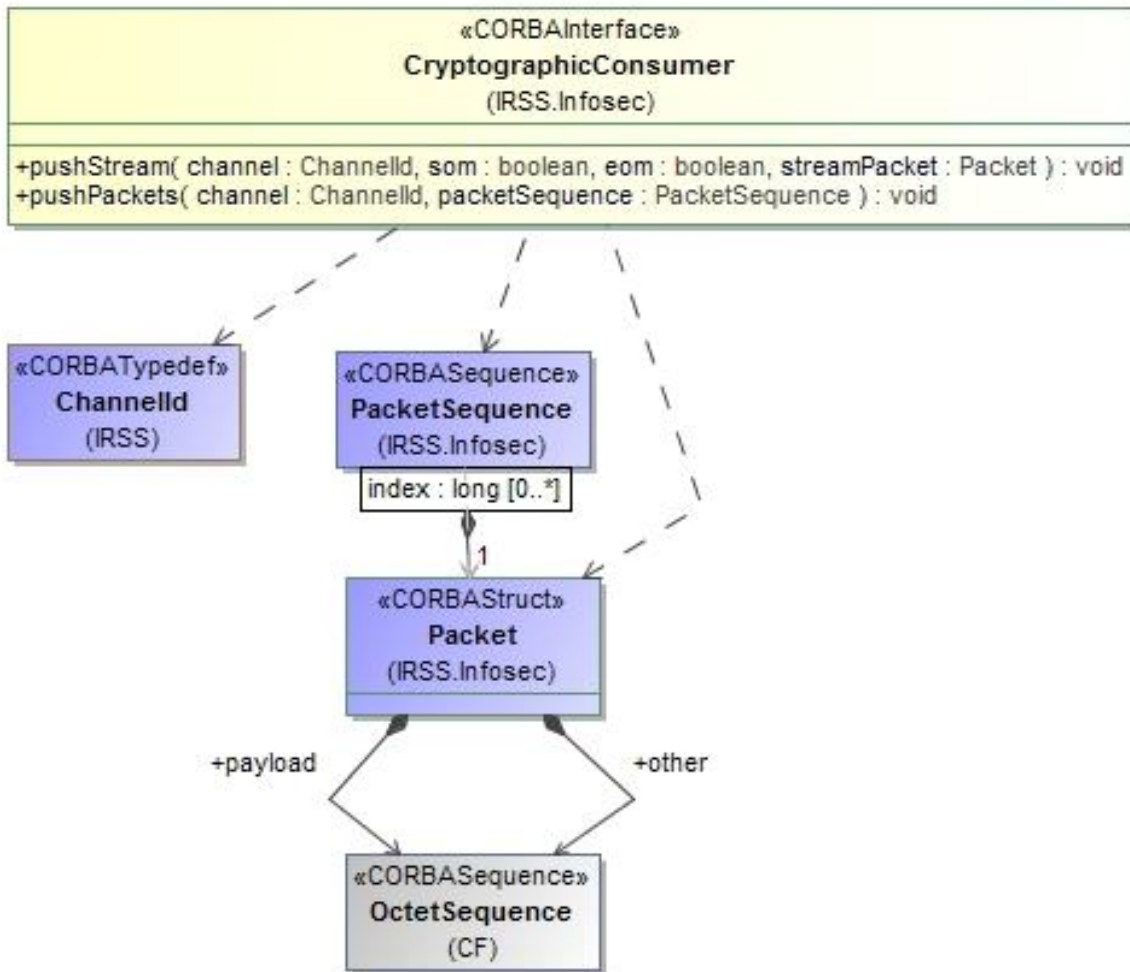 «CORBAInterface»
CryptographicConsumer
(IRSS.Infosec)
+pushStream( channel : ChannelId, som : boolean, eom : boolean, streamPacket : Packet ) : void
+pushPackets( channel : ChannelId, packetSequence : PacketSequence ) : void
«CORBATypedef»
ChannelId
(IRSS)
«CORBASequence»
PacketSequence
(IRSS.Infosec)
index : long [0..*]
1
«CORBAStruct»
Packet
(IRSS.Infosec)
+payload
+other
«CORBASequence»
OctetSequence
(CF)